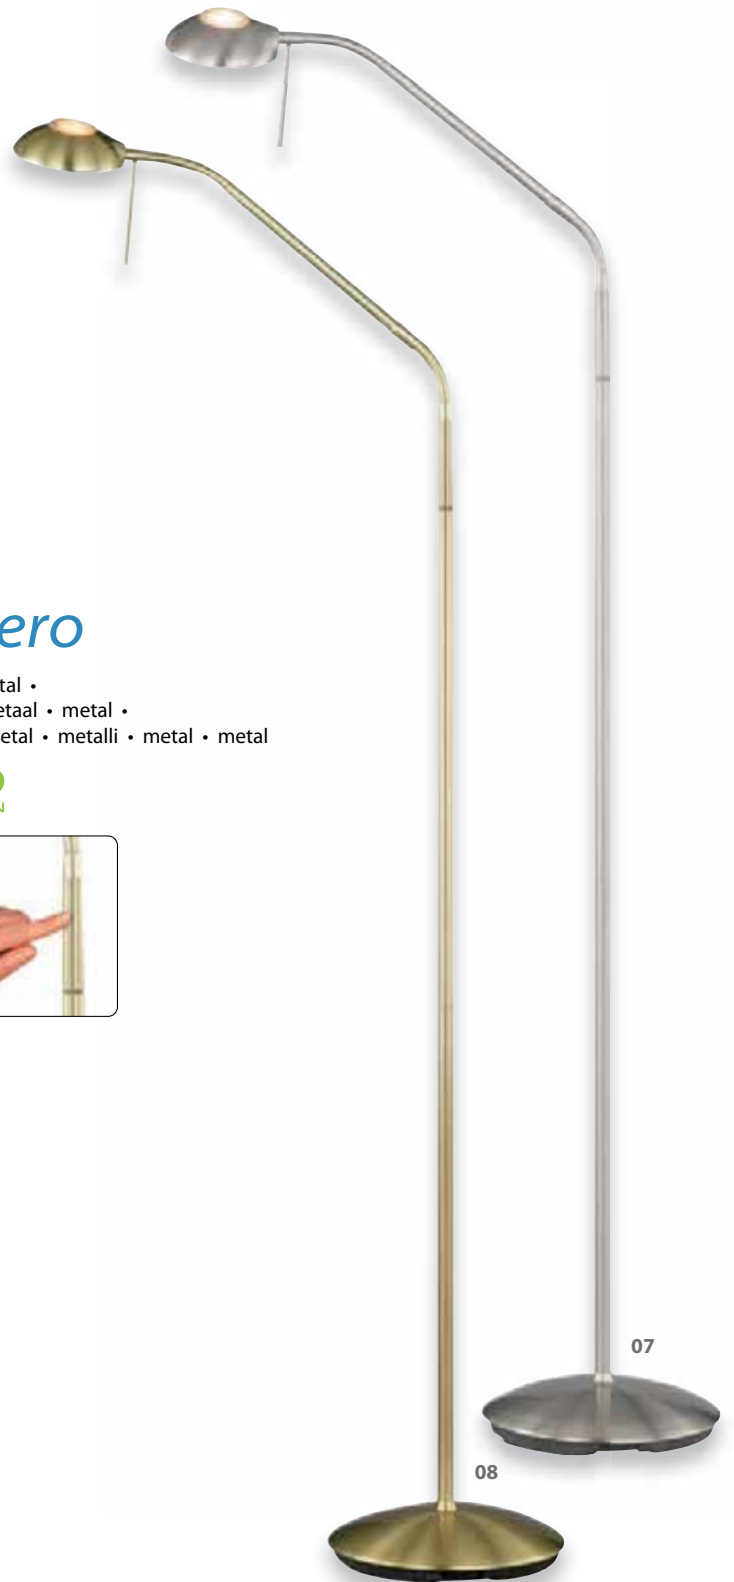 ero
tal •
etaal • metal •
etal • metalli • metal • metal
07
08